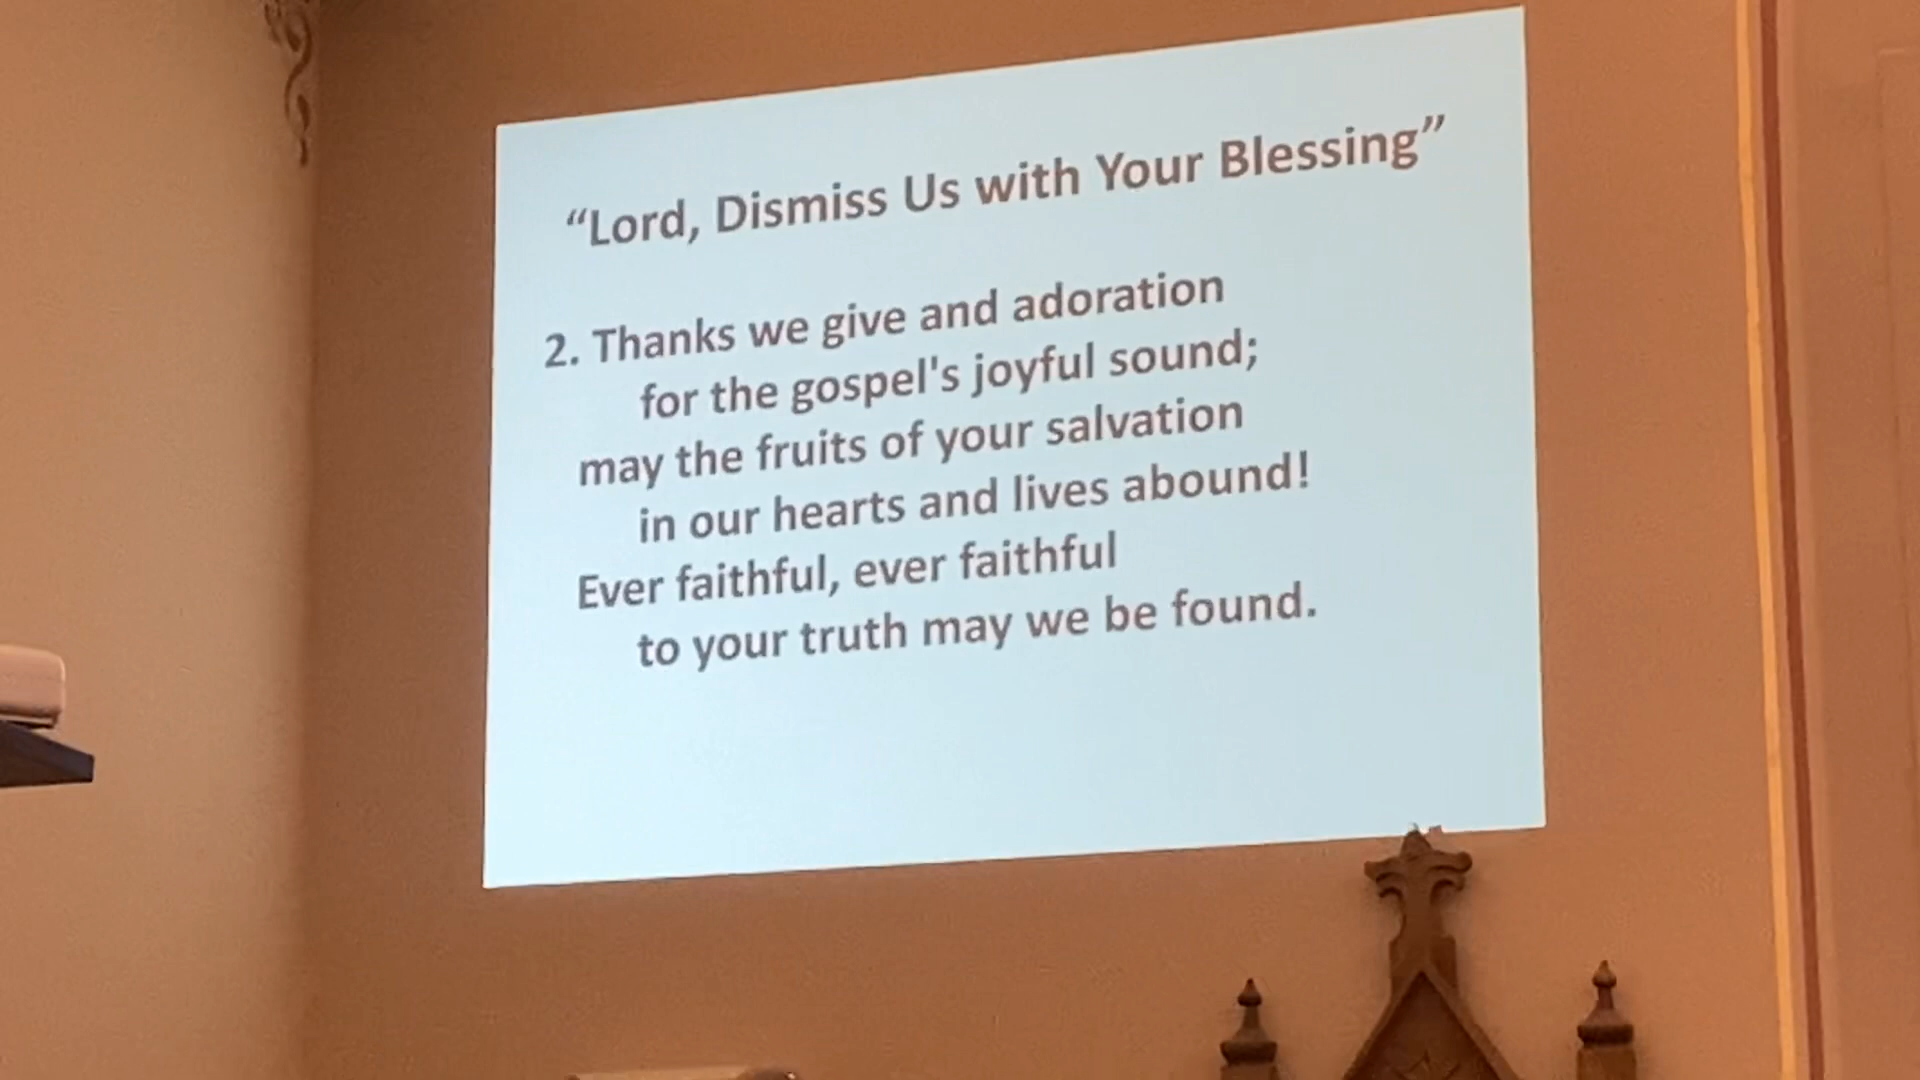 “Lord, Dismiss Us with Your Blessing”
2. Thanks we give and adoration
for the gospel's joyful sound;
may the fruits of your salvation
in our hearts and lives abound!
Ever faithful, ever faithful
to your truth may we be found.